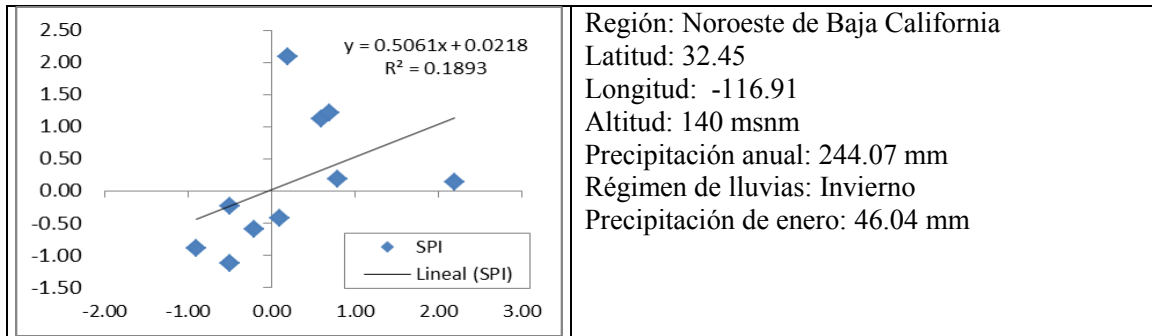 2.50
2.00
1.50
1.00
0.50
0.00
-0.50
-1.00
-1.50
y = 0.5061x + 0.0218
R² = 0.1893
SPI
Lineal (SPI)
-2.00 -1.00 0.00 1.00 2.00 3.00
Región: Noroeste de Baja California
Latitud: 32.45
Longitud: -116.91
Altitud: 140 msnm
Precipitación anual: 244.07 mm
Régimen de lluvias: Invierno
Precipitación de enero: 46.04 mm